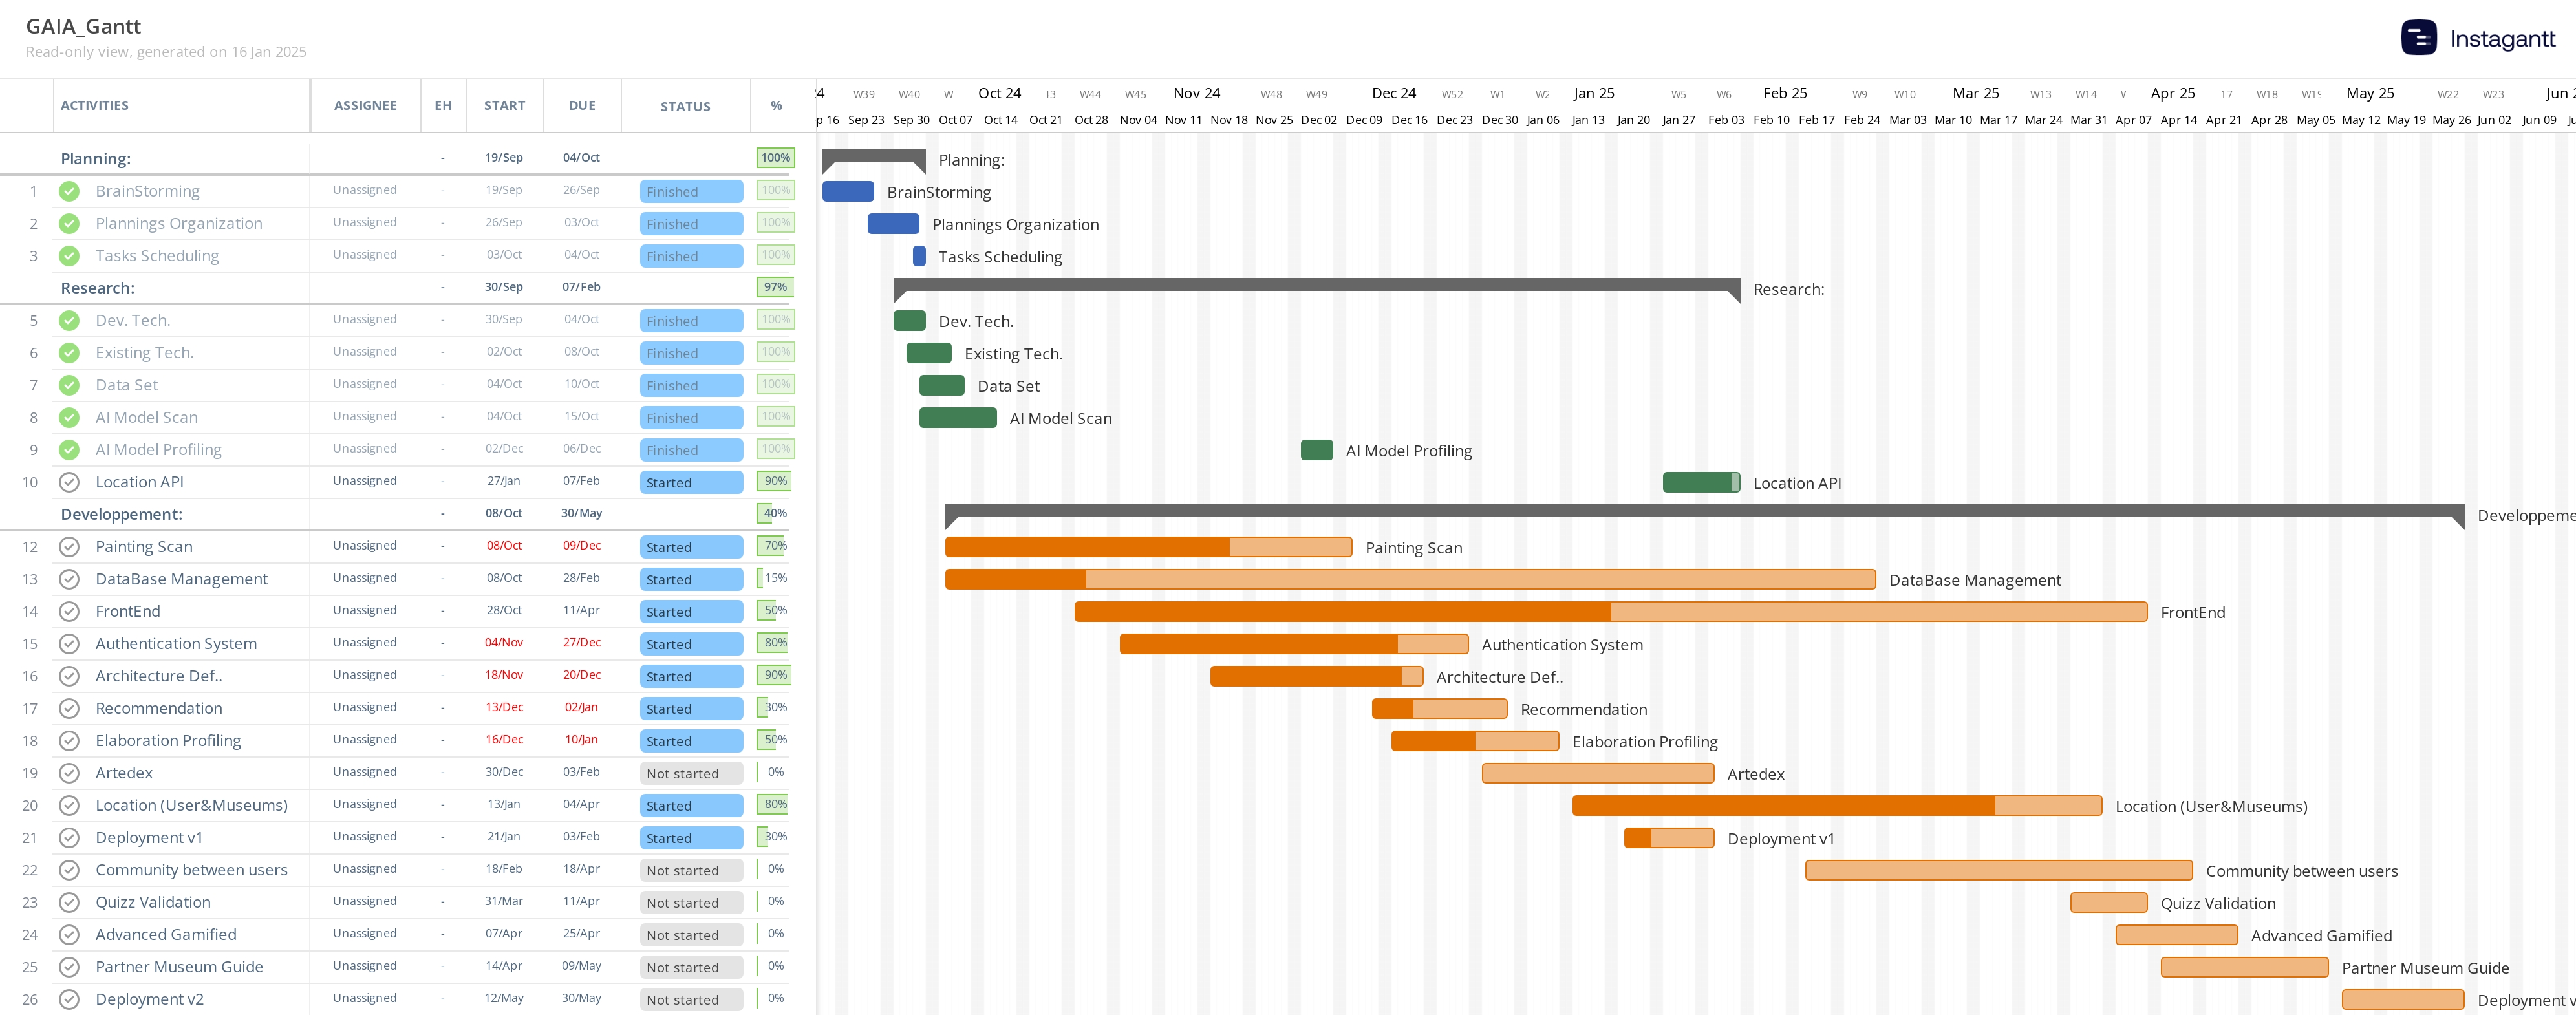 GAIA_Gantt
Read-only view, generated on 16 Jan 2025
Instagantt
ACTIVITIES ASSIGNEE EH START DUE STATUS %
W39 W40 W Oct 24 W44 W45 Nov 24 W48 W49 Dec 24 W52 W1 W2 Jan 25 W5 W6 Feb 25 W9 W10 Mar 25 W13 W14 Apr 25 17 W18 May 25 W22 W23 Jun
Sep 23 Sep 30 Oct 07 Oct 14 Oct 21 Oct 28 Nov 04 Nov 11 Nov 18 Nov 25 Dec 02 Dec 09 Dec 16 Dec 23 Dec 30 Jan 06 Jan 13 Jan 20 Jan 27 Feb 03 Feb 10 Feb 17 Feb 24 Mar 03 Mar 10 Mar 17 Mar 24 Mar 31 Apr 07 Apr 14 Apr 21 Apr 28 May 05 May 12 May 19 May 26 Jun 02 Jun 09
Planning: - 19/Sep 04/Oct 100% Planning:
1 BrainStorming Unassigned - 19/Sep 26/Sep Finished 100% BrainStorming
2 Plannings Organization Unassigned - 26/Sep 03/Oct Finished 100% Plannings Organization
3 Tasks Scheduling Unassigned - 03/Oct 04/Oct Finished 100% Tasks Scheduling
Research: - 30/Sep 07/Feb 97% Research:
5 Dev. Tech. Unassigned - 30/Sep 04/Oct Finished 100% Dev. Tech.
6 Existing Tech. Unassigned - 02/Oct 08/Oct Finished 100% Existing Tech.
7 Data Set Unassigned - 04/Oct 10/Oct Finished 100% Data Set
8 AI Model Scan Unassigned - 04/Oct 15/Oct Finished 100% AI Model Scan
9 AI Model Profiling Unassigned - 02/Dec 06/Dec Finished 100% AI Model Profiling
10 Location API Unassigned - 27/Jan 07/Feb Started 90% Location API
Developpement: - 08/Oct 30/May 40% Developpeme
12 Painting Scan Unassigned - 08/Oct 09/Dec Started 70% Painting Scan
13 DataBase Management Unassigned - 08/Oct 28/Feb Started 15% DataBase Management
14 FrontEnd Unassigned - 28/Oct 11/Apr Started 50% FrontEnd
15 Authentication System Unassigned - 04/Nov 27/Dec Started 80% Authentication System
16 Architecture Def.. Unassigned - 18/Nov 20/Dec Started 90% Architecture Def..
17 Recommendation Unassigned - 13/Dec 02/Jan Started 30% Recommendation
18 Elaboration Profiling Unassigned - 16/Dec 10/Jan Started 50% Elaboration Profiling
19 Artedex Unassigned - 30/Dec 03/Feb Not started 0% Artedex
20 Location (User&Museums) Unassigned - 13/Jan 04/Apr Started 80% Location (User&Museums)
21 Deployment v1 Unassigned - 21/Jan 03/Feb Started 30% Deployment v1
22 Community between users Unassigned - 18/Feb 18/Apr Not started 0% Community between users
23 Quizz Validation Unassigned - 31/Mar 11/Apr Not started 0% Quizz Validation
24 Advanced Gamified Unassigned - 07/Apr 25/Apr Not started 0% Advanced Gamified
25 Partner Museum Guide Unassigned - 14/Apr 09/May Not started 0% Partner Museum Guide
26 Deployment v2 Unassigned - 12/May 30/May Not started 0% Deployment v